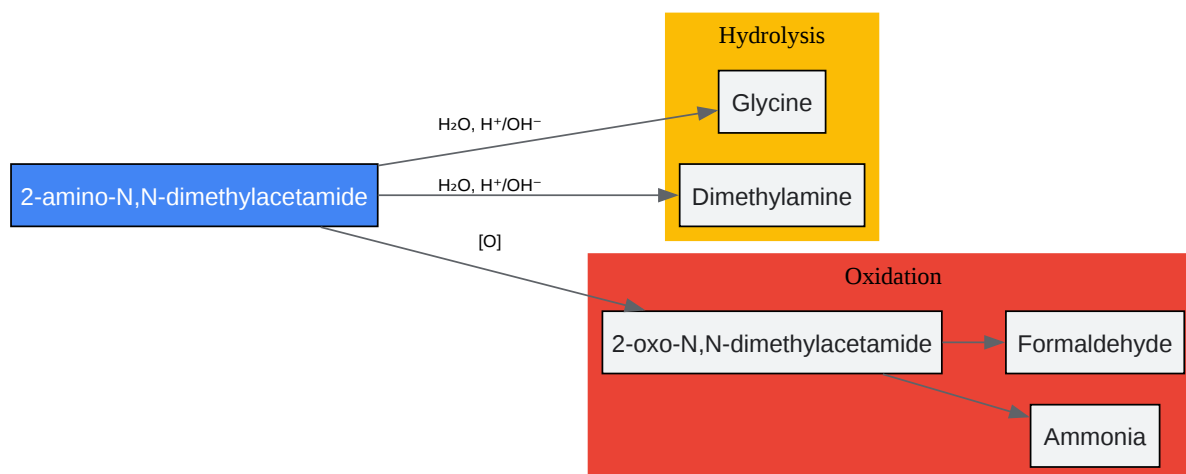 Hydrolysis
Glycine
H₂O, H⁺/OH⁻
2-amino-N,N-dimethylacetamide
H₂O, H⁺/OH⁻
Dimethylamine
[O]
Oxidation
2-oxo-N,N-dimethylacetamide
Formaldehyde
Ammonia